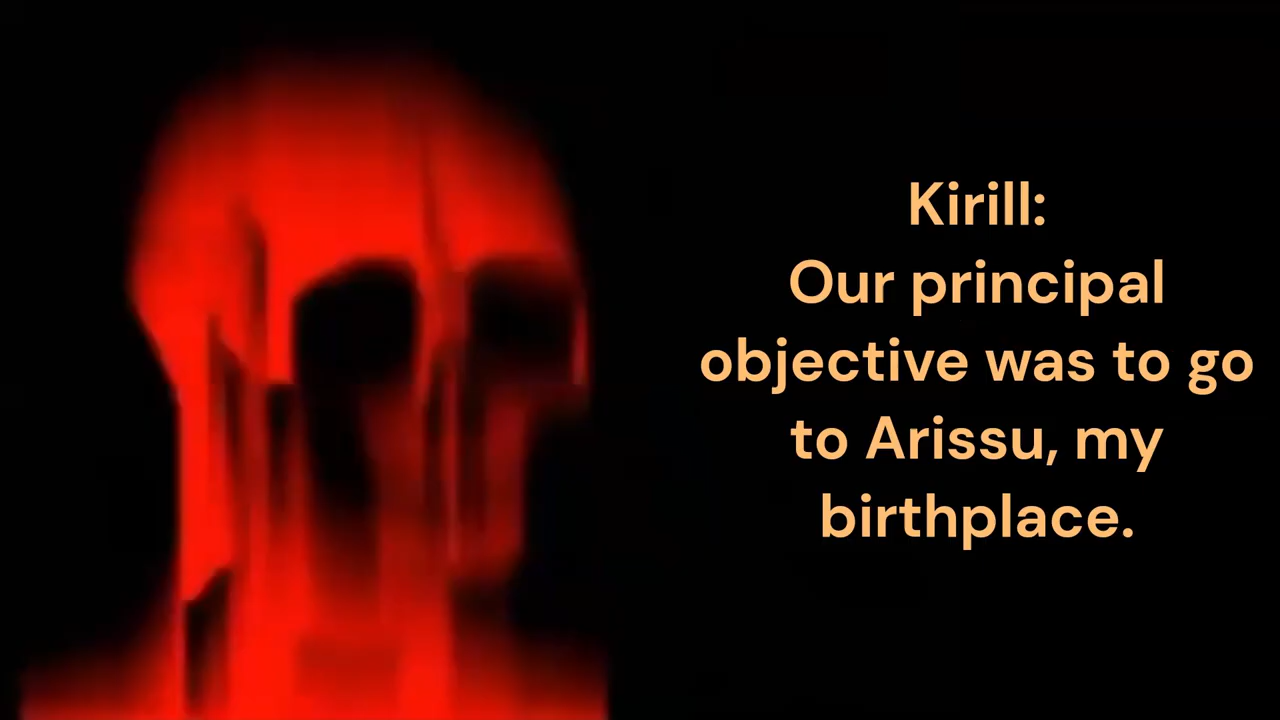 Kirill:
Our principal
objective was to go
to Arissu, my
birthplace.